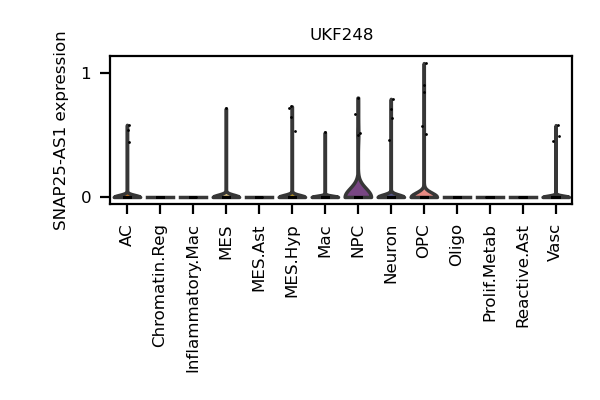 UKF248
SNAP25-AS1 expression
1
0
AC
Chromatin.Reg
Inflammatory.Mac
MES
MES.Ast
MES.Hyp
Mac
NPC
Neuron
OPC
Oligo
Prolif.Metab
Reactive.Ast
Vasc